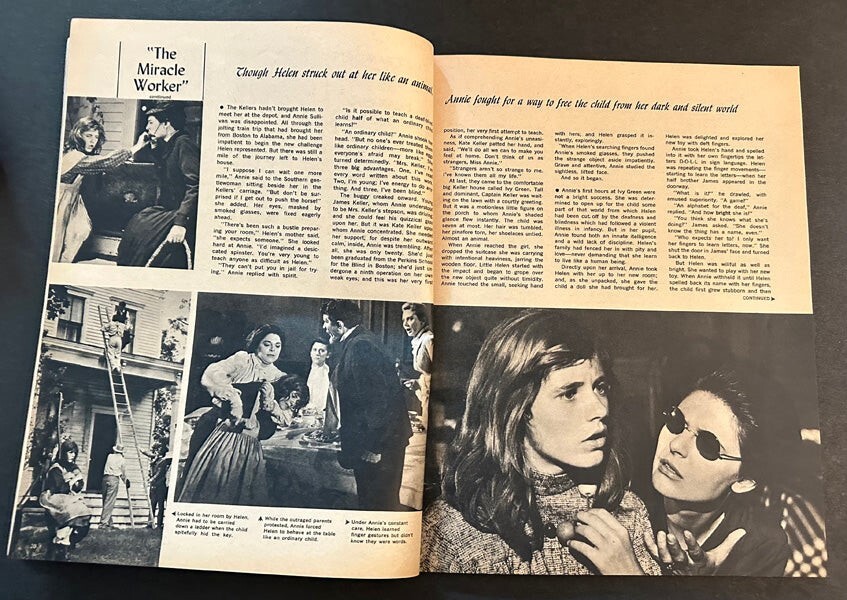 "The
Miracle
Worker"
continued
Though Helen struck out at her like an animal,
Annie fought for a way to free the child from her dark and silent world
● The Kellers hadn't brought Helen to
meet her at the depot, and Annie Sulli-
van was disappointed. All through the
jolting train trip that had brought her
from Boston to Alabama, she had been
impatient to begin the new challenge
Helen represented. But there was still a
mile of the journey left to Helen's
house.
"I suppose I can wait one more
mile," Annie said to the Southern gen-
tlewoman sitting beside her in the
Kellers' carriage. "But don't be sur-
prised if I get out to push the horse!"
she added. Her eyes, masked by
smoked glasses, were fixed eagerly
ahead.
"There's been such a bustle prepar-
ing your room," Helen's mother said,
"she expects someone." She looked
hard at Annie. "I'd imagined a desic-
cated spinster. You're very young to
teach anyone as difficult as Helen."
"They can't put you in jail for try-
ing," Annie replied with spirit.
"Is it possible to teach a deaf-blind
child half of what an ordinary child
learns?"
"An ordinary child?" Annie shook her
head. "But no one's ever treated
like ordinary children—more like eggs
everyone's afraid may break."
turned determinedly. "Mrs. Keller,
three big advantages. One, I've
every word written about this
Two, I'm young; I've energy to do any-
thing. And three, I've been blind."
The buggy creaked onward. Young
James Keller, whom Annie understood
to be Mrs. Keller's stepson, was driving
and she could feel his quizzical eyes
upon her. But it was Kate Keller upon
whom Annie concentrated. She needed
her support, for despite her outward
calm, inside, Annie was trembling. After
all, she was only twenty. She'd just
been graduated from the Perkins School
for the Blind in Boston; she'd just un-
dergone a ninth operation on her own
weak eyes; and this was her very first
position, her very first attempt to teach.
As if comprehending Annie's uneasi-
ness, Kate Keller patted her hand, and
said, "We'll do all we can to make you
feel at home. Don't think of us as
strangers, Miss Annie."
"Strangers aren't so strange to me.
I've known them all my life."
At last, they came to the comfortable
big Keller house called Ivy Green. Tall
and dominant, Captain Keller was wait-
ing on the lawn with a courtly greeting.
But it was a motionless little figure on
the porch to whom Annie's shaded
glance flew instantly. The child was
seven at most. Her hair was tumbled,
her pinafore torn, her shoelaces untied.
Almost an animal.
When Annie reached the girl, she
dropped the suitcase she was carrying
with intentional heaviness, jarring the
wooden floor. Little Helen started with
the impact and began to grope over
the new object quite without timidity.
Annie touched the small, seeking hand
with hers; and Helen grasped it in-
stantly, exploringly.
When Helen's searching fingers found
Annie's smoked glasses, they pushed
the strange object aside impatiently.
Grave and attentive, Annie studied the
sightless, lifted face.
And so it began.
● Annie's first hours at Ivy Green were
not a bright success. She was deter-
mined to open up for the child some
part of that world from which Helen
had been cut off by the deafness and
blindness which had followed a violent
illness in infancy. But in her pupil,
Annie found both an innate intelligence
and a wild lack of discipline. Helen's
family had fenced her in with pity and
love—never demanding that she learn
to live like a human being.
Directly upon her arrival, Annie took
Helen with her up to her new room;
and, as she unpacked, she gave the
child a doll she had brought for her.
Helen was delighted and explored her
new toy with deft fingers.
Annie took Helen's hand and spelled
into it with her own fingertips the let-
ters D-O-L-L in sign language. Helen
was repeating the finger movements—
starting to learn the letters—when her
half brother James appeared in the
doorway.
"What is it?" he drawled, with
amused superiority. "A game?"
"An alphabet for the deaf," Annie
replied. "And how bright she is!"
"You think she knows what she's
doing?" James asked. "She doesn't
know the thing has a name, even."
"Who expects her to? I only want
her fingers to learn letters, now." She
shut the door in James' face and turned
back to Helen.
But Helen was willful as well as
bright. She wanted to play with her new
toy. When Annie withheld it until Helen
spelled back its name with her fingers,
the child first grew stubborn and then
CONTINUED ▶
◀ Locked in her room by Helen,
Annie had to be carried
down a ladder when the child
spitefully hid the key.
▲ While the outraged parents
protested, Annie forced
Helen to behave at the table
like an ordinary child.
▶ Under Annie's constant
care, Helen learned
finger gestures but didn't
know they were words.